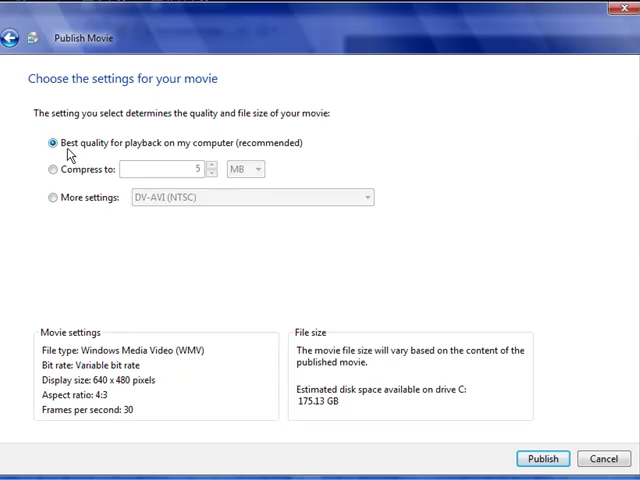 Publish Movie
Choose the settings for your movie
The setting you select determines the quality and file size of your movie:
Best quality for playback on my computer (recommended)
Compress to: 5 MB
More settings: DV-AVI (NTSC)
Movie settings
File type: Windows Media Video (WMV)
Bit rate: Variable bit rate
Display size: 640 x 480 pixels
Aspect ratio: 4:3
Frames per second: 30
File size
The movie file size will vary based on the content of the
published movie.
Estimated disk space available on drive C:
175.13 GB
Publish Cancel